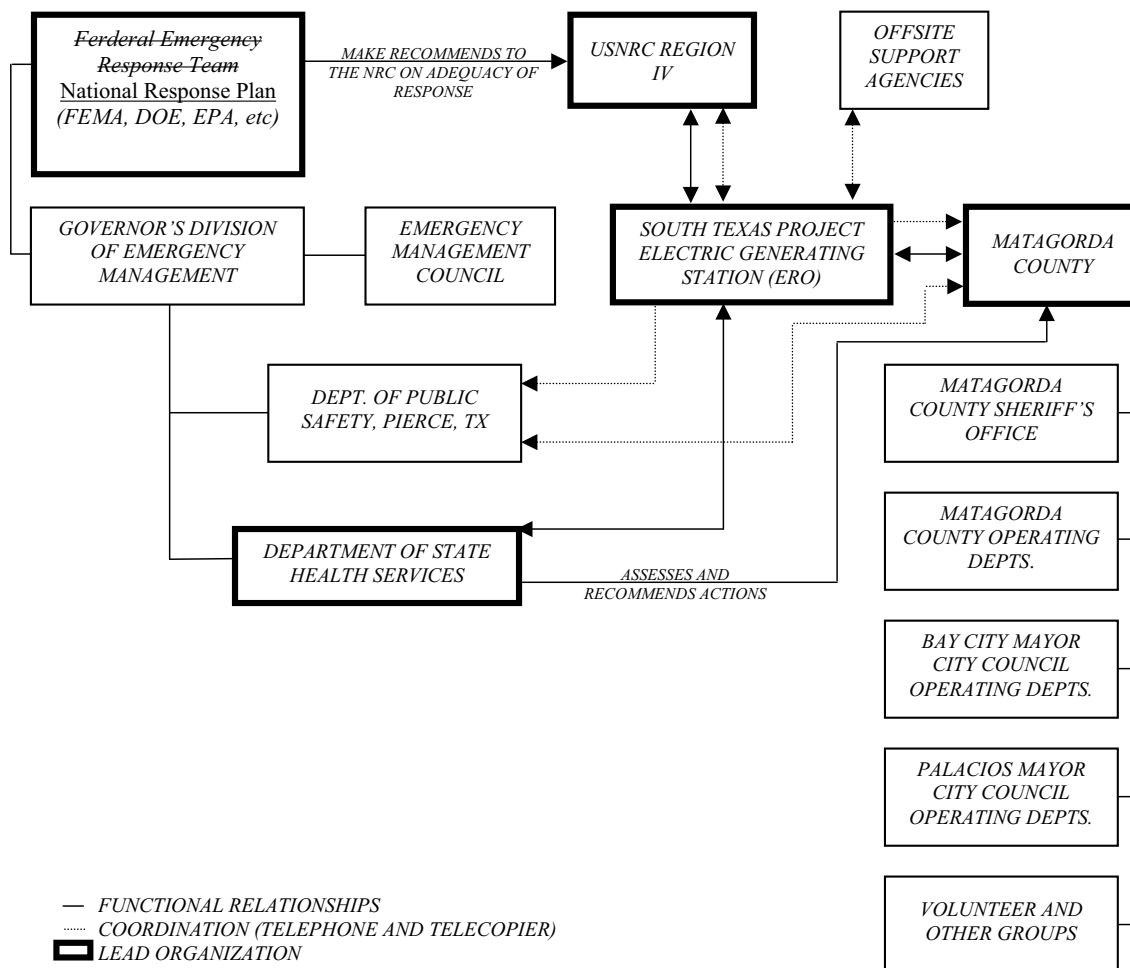 Ferderal Emergency
Response Team
National Response Plan
(FEMA, DOE, EPA, etc)
MAKE RECOMMENDS TO
THE NRC ON ADEQUACY OF
RESPONSE
USNRC REGION
IV
OFFSITE
SUPPORT
AGENCIES
GOVERNOR’S DIVISION
OF EMERGENCY
MANAGEMENT
EMERGENCY
MANAGEMENT
COUNCIL
SOUTH TEXAS PROJECT
ELECTRIC GENERATING
STATION (ERO)
MATAGORDA
COUNTY
DEPT. OF PUBLIC
SAFETY, PIERCE, TX
MATAGORDA
COUNTY SHERIFF’S
OFFICE
DEPARTMENT OF STATE
HEALTH SERVICES
ASSESSES AND
RECOMMENDS ACTIONS
MATAGORDA
COUNTY OPERATING
DEPTS.
BAY CITY MAYOR
CITY COUNCIL
OPERATING DEPTS.
PALACIOS MAYOR
CITY COUNCIL
OPERATING DEPTS.
VOLUNTEER AND
OTHER GROUPS
FUNCTIONAL RELATIONSHIPS
COORDINATION (TELEPHONE AND TELECOPIER)
LEAD ORGANIZATION